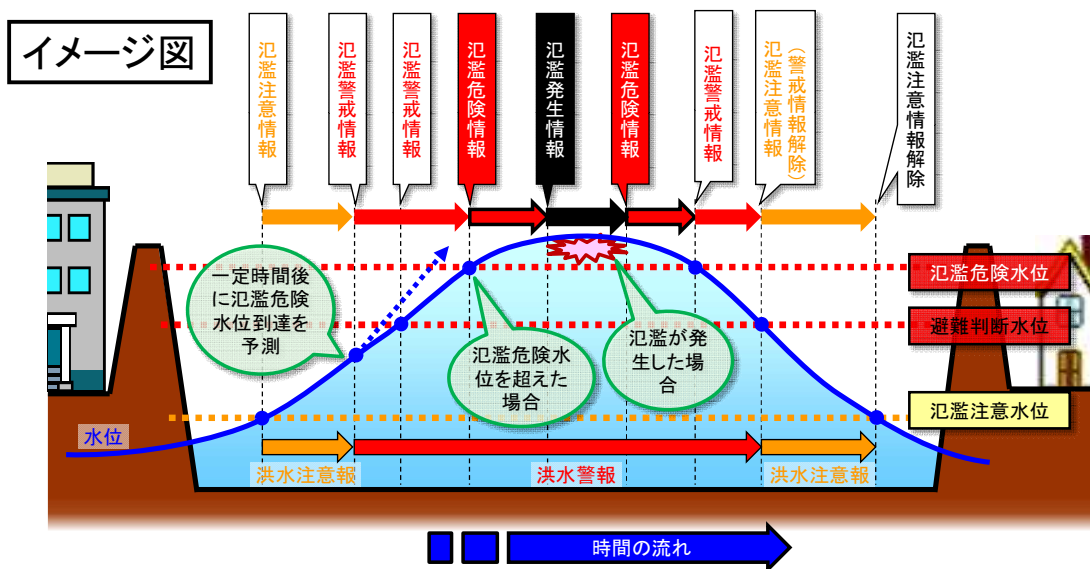 イメージ図
氾濫注意情報
氾濫警戒情報
氾濫警戒情報
氾濫危険情報
氾濫発生情報
氾濫危険情報
氾濫警戒情報
（警戒情報解除）
氾濫注意情報
氾濫注意情報解除
一定時間後
に氾濫危険
水位到達を
予測
氾濫危険水
位を超えた
場合
氾濫が発
生した場
合
氾濫危険水位
避難判断水位
氾濫注意水位
水位
洪水注意報
洪水警報
洪水注意報
時間の流れ